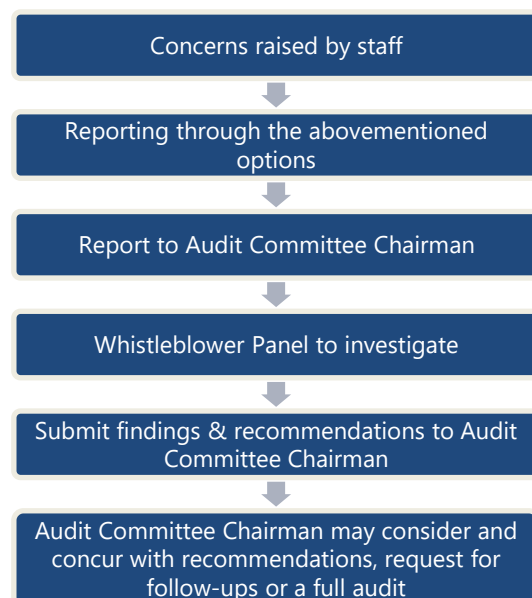 Concerns raised by staff
Reporting through the abovementioned
options
Report to Audit Committee Chairman
Whistleblower Panel to investigate
Submit findings & recommendations to Audit
Committee Chairman
Audit Committee Chairman may consider and
concur with recommendations, request for
follow-ups or a full audit